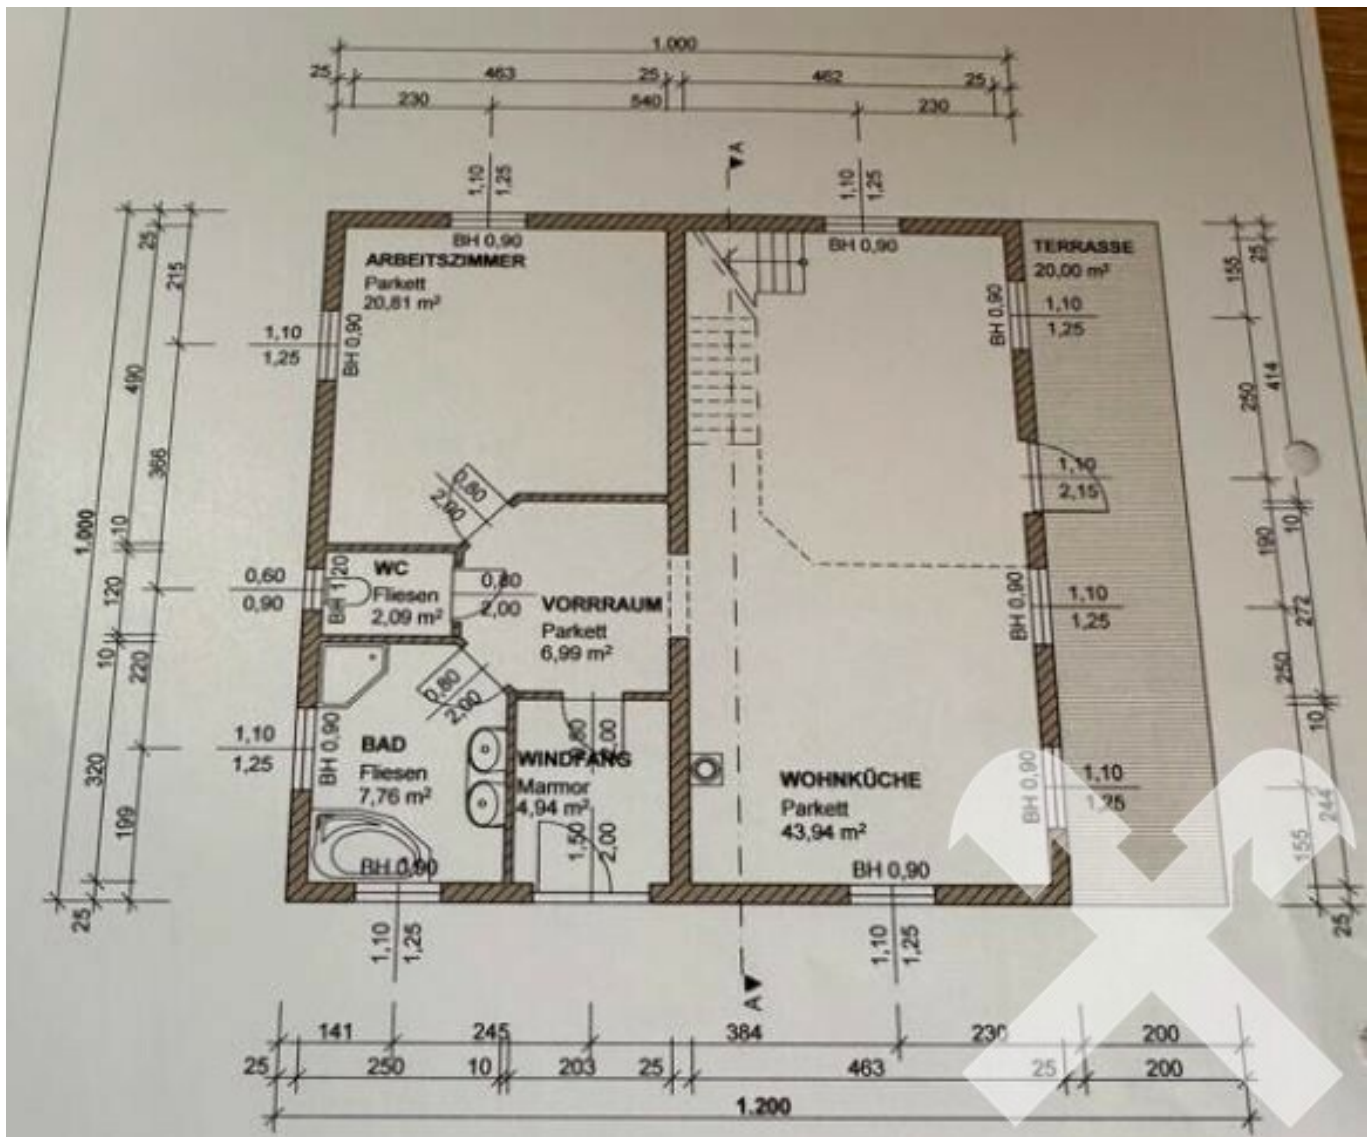 1.000
25 463 25 462 25
230 540 230
A
1,10
1,25
1,10
1,25
BH 0,90
BH 0,90
ARBEITSZIMMER
Parkett
20,81 m²
TERRASSE
20,00 m²
25
215
1,10
1,25
BH 0,90
BH 0,90
1,10
1,25
155
25
490
366
0,80
2,00
1,10
2,15
250
414
1.000
10
120
10
220
0,60
0,90
BH 1,20
WC
Fliesen
2,09 m²
0,80
2,00
VORRRAUM
Parkett
6,99 m²
BH 0,90
1,10
1,25
190
10
272
250
10
0,80
2,00
1,10
1,25
BH 0,90
BAD
Fliesen
7,76 m²
WINDFANG
Marmor
4,94 m²
0,80
2,00
1,50
2,00
WOHNKÜCHE
Parkett
43,94 m²
BH 0,90
1,10
1,25
320
199
155
244
BH 0,90
BH 0,90
25
25
1,10
1,25
1,10
1,25
A
141 245 384 230 200
25 250 10 203 25 463 25 200
1.200